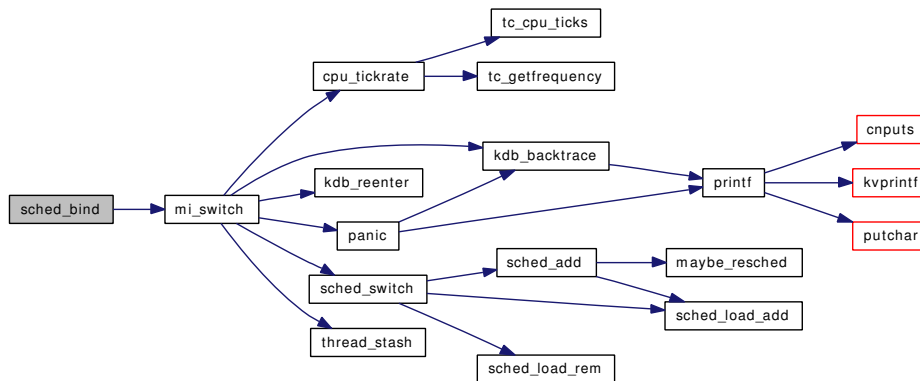 tc_cpu_ticks
cpu_tickrate
tc_getfrequency
cnputs
kdb_backtrace
printf
kvprintf
kdb_reenter
sched_bind
mi_switch
panic
putchar
sched_add
maybe_resched
sched_switch
sched_load_add
thread_stash
sched_load_rem